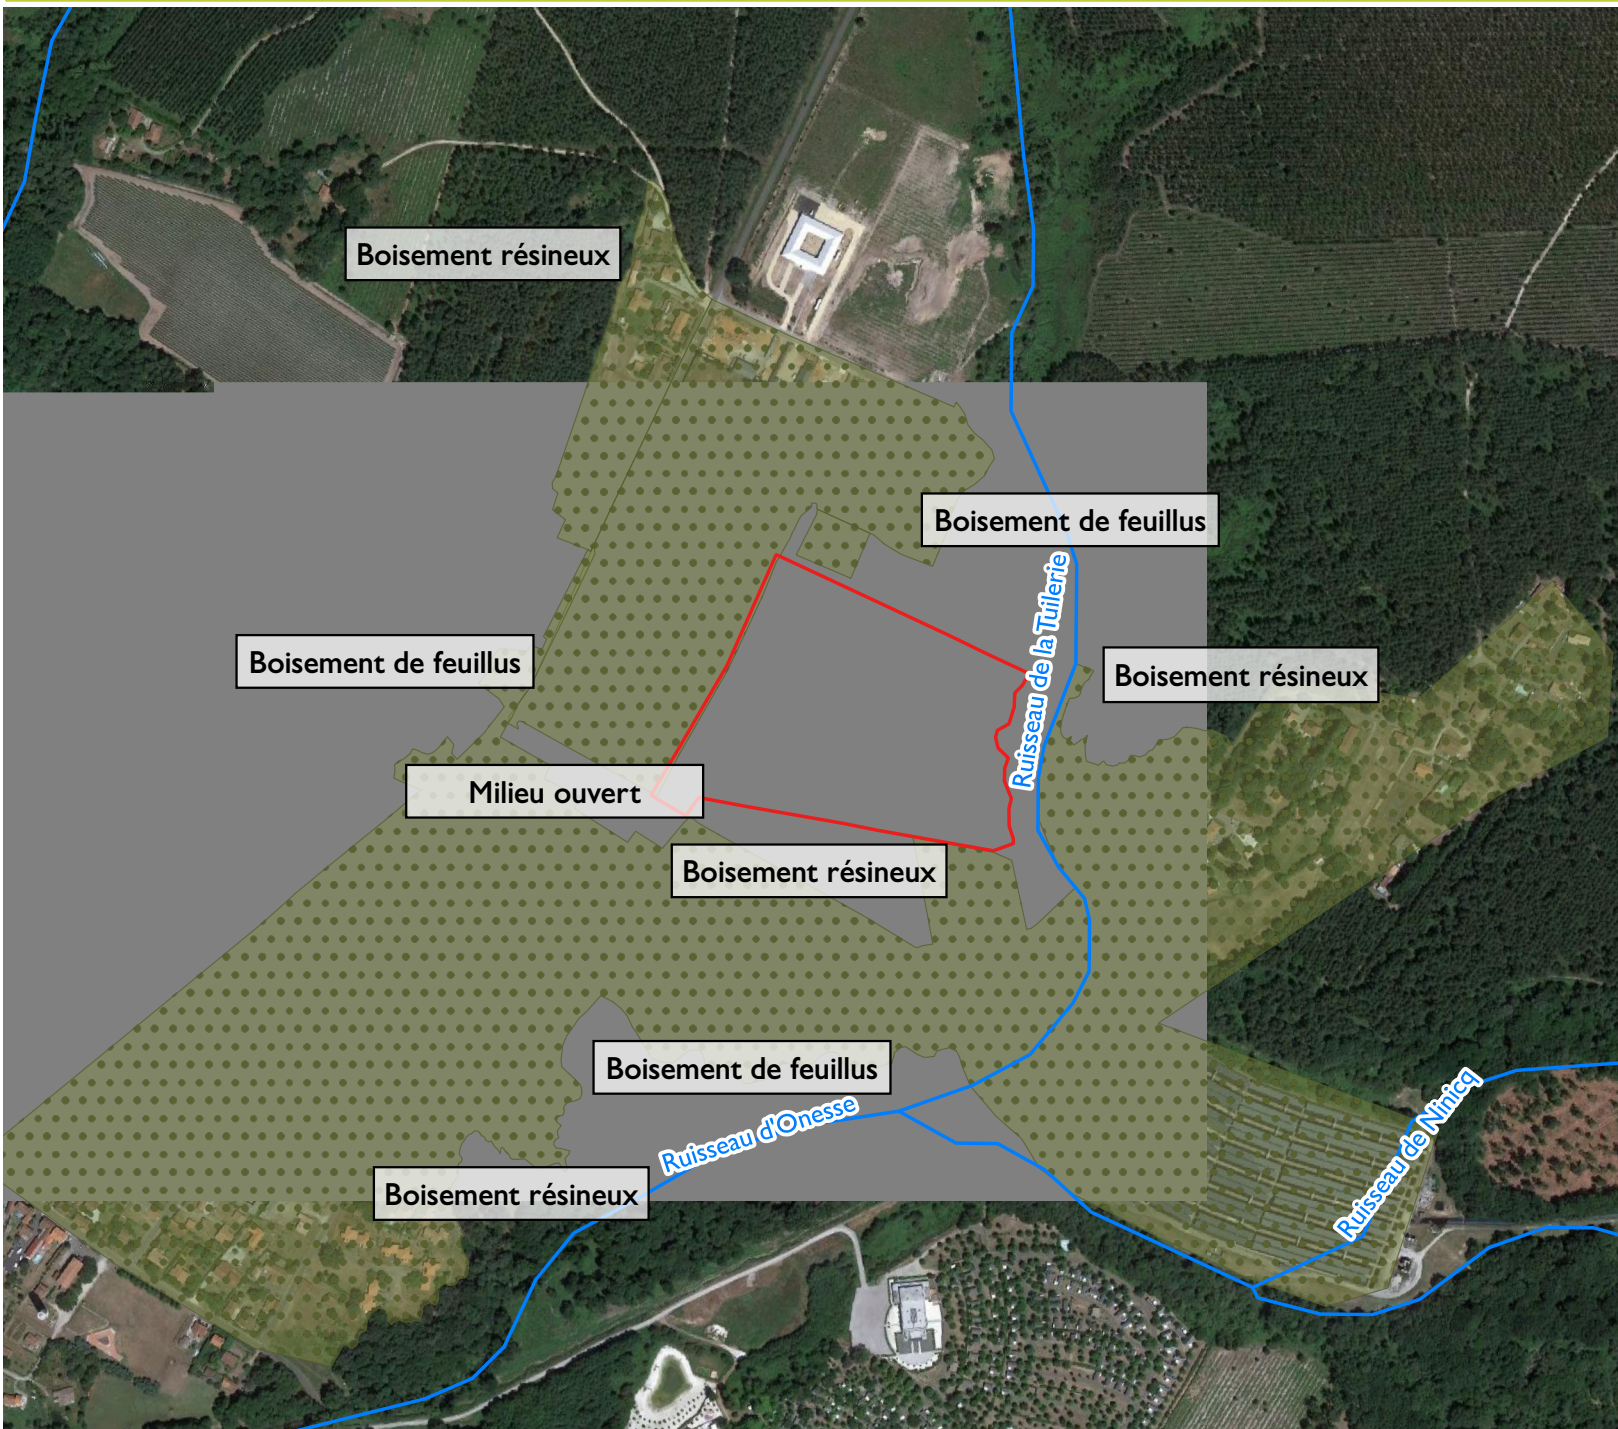 Boisement résineux
Boisement de feuillus
Ruisseau de la Tuilerie
Boisement de feuillus
Boisement résineux
Milieu ouvert
Boisement résineux
Boisement de feuillus
Ruisseau d'Onesse
Ruisseau de Ninicq
Boisement résineux